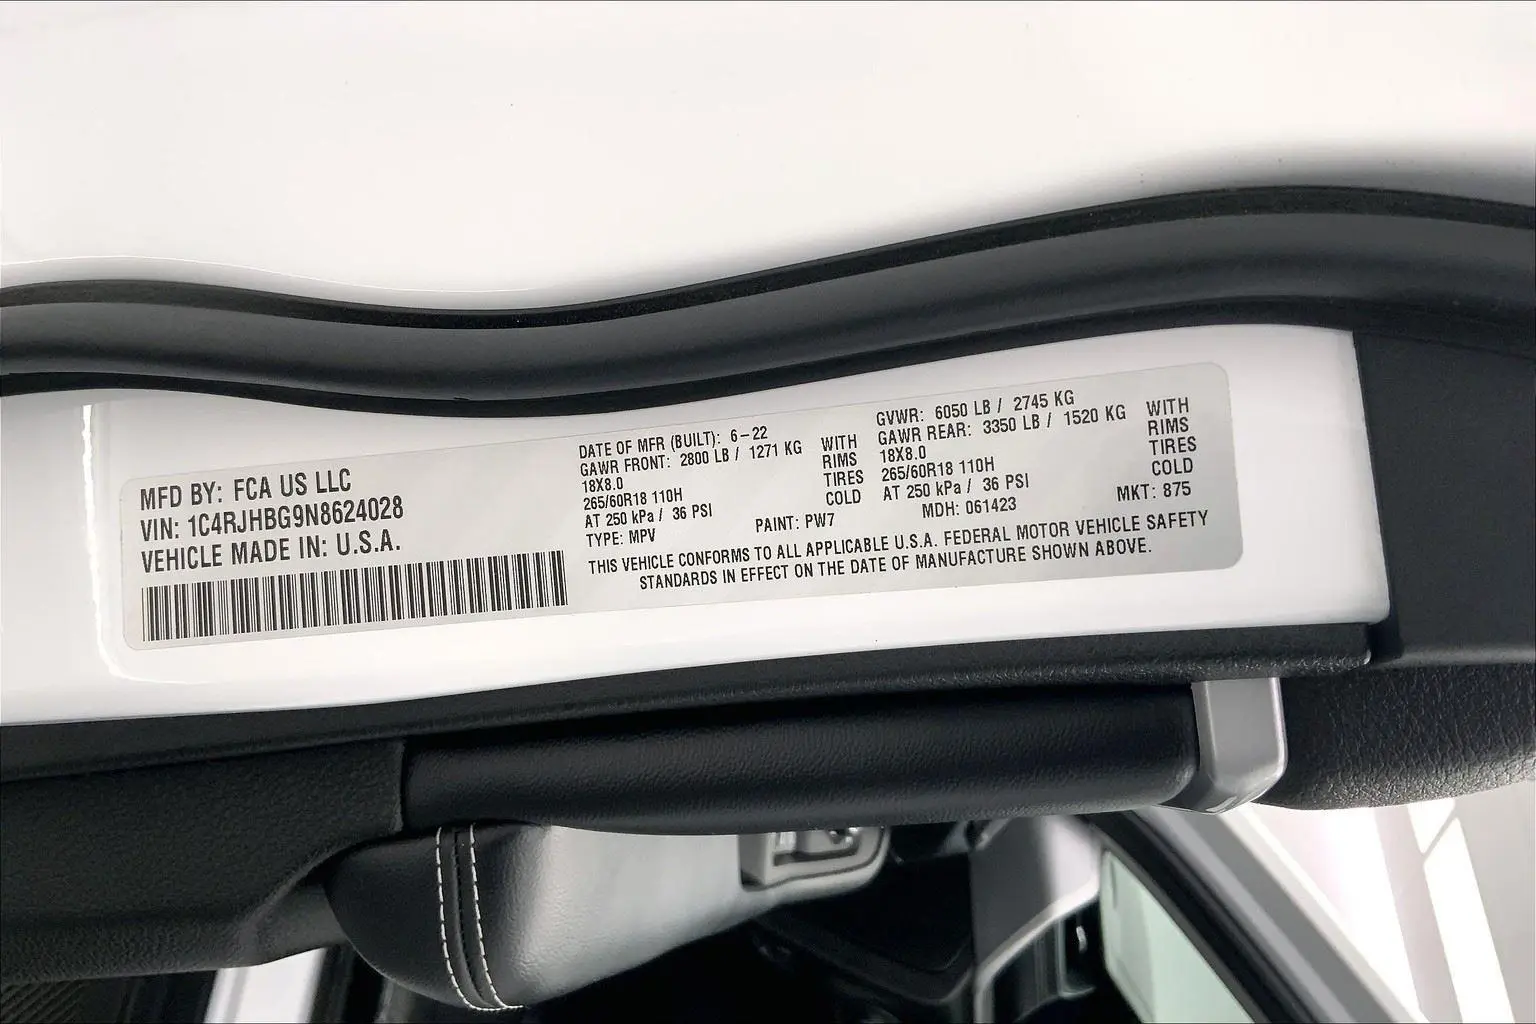 MFD BY: FCA US LLC
VIN: 1C4RJHBG9N8624028
VEHICLE MADE IN: U.S.A.
DATE OF MFR (BUILT): 6-22
GAWR FRONT: 2800 LB / 1271 KG WITH
18X8.0 RIMS
265/60R18 110H TIRES
AT 250 kPa / 36 PSI COLD
TYPE: MPV PAINT: PW7
GVWR: 6050 LB / 2745 KG
GAWR REAR: 3350 LB / 1520 KG WITH
18X8.0 RIMS
265/60R18 110H TIRES
AT 250 kPa / 36 PSI COLD
MDH: 061423 MKT: 875
THIS VEHICLE CONFORMS TO ALL APPLICABLE U.S.A. FEDERAL MOTOR VEHICLE SAFETY
STANDARDS IN EFFECT ON THE DATE OF MANUFACTURE SHOWN ABOVE.